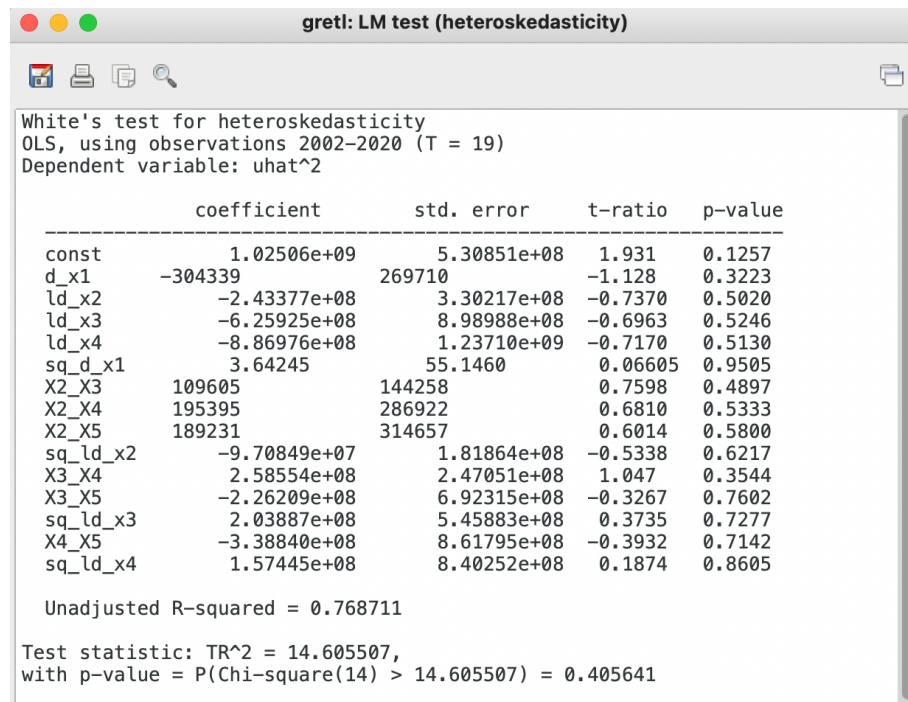 gretl: LM test (heteroskedasticity)
White's test for heteroskedasticity
OLS, using observations 2002-2020 (T = 19)
Dependent variable: uhat^2
coefficient std. error t-ratio p-value
const 1.02506e+09 5.30851e+08 1.931 0.1257
d_x1 -304339 269710 -1.128 0.3223
ld_x2 -2.43377e+08 3.30217e+08 -0.7370 0.5020
ld_x3 -6.25925e+08 8.98988e+08 -0.6963 0.5246
ld_x4 -8.86976e+08 1.23710e+09 -0.7170 0.5130
sq_d_x1 3.64245 55.1460 0.06605 0.9505
X2_X3 109605 144258 0.7598 0.4897
X2_X4 195395 286922 0.6810 0.5333
X2_X5 189231 314657 0.6014 0.5800
sq_ld_x2 -9.70849e+07 1.81864e+08 -0.5338 0.6217
X3_X4 2.58554e+08 2.47051e+08 1.047 0.3544
X3_X5 -2.26209e+08 6.92315e+08 -0.3267 0.7602
sq_ld_x3 2.03887e+08 5.45883e+08 0.3735 0.7277
X4_X5 -3.38840e+08 8.61795e+08 -0.3932 0.7142
sq_ld_x4 1.57445e+08 8.40252e+08 0.1874 0.8605
Unadjusted R-squared = 0.768711
Test statistic: TR^2 = 14.605507,
with p-value = P(Chi-square(14) > 14.605507) = 0.405641